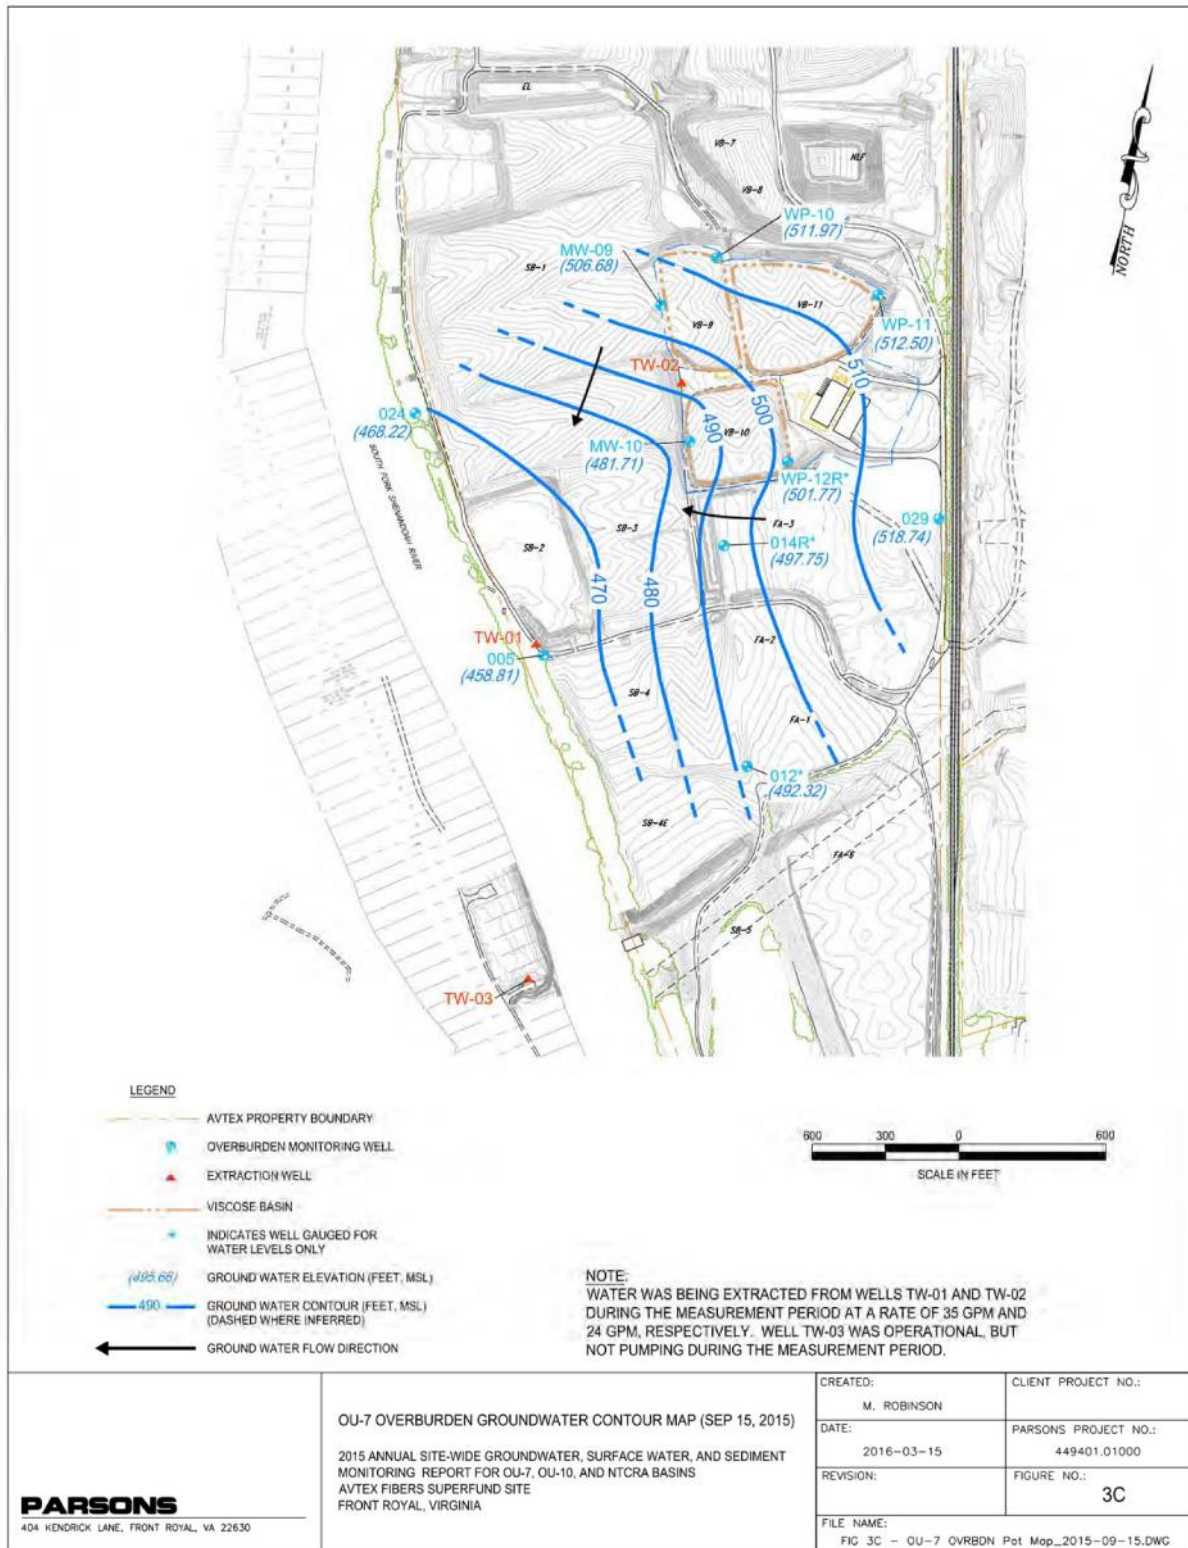 EL
VB-7
NLF
VB-8
NORTH
WP-10
(511.97)
MW-09
(506.68)
SB-1
VB-11
VB-9
WP-11
(512.50)
TW-02
510
500
024
(468.22)
490
VB-10
MW-10
(481.71)
SOUTH FORK SHENANDOAH RIVER
WP-12R*
(501.77)
029
(518.74)
FA-3
SB-3
014R*
(497.75)
SB-2
470
480
TW-01
005
(458.81)
FA-2
SB-4
FA-1
012*
(492.32)
SB-4E
FA-6
SB-5
TW-03
LEGEND
AVTEX PROPERTY BOUNDARY
OVERBURDEN MONITORING WELL
EXTRACTION WELL
VISCOSE BASIN
INDICATES WELL GAUGED FOR
WATER LEVELS ONLY
(495.66) GROUND WATER ELEVATION (FEET, MSL)
490 GROUND WATER CONTOUR (FEET, MSL)
(DASHED WHERE INFERRED)
GROUND WATER FLOW DIRECTION
600 300 0 600
SCALE IN FEET
NOTE:
WATER WAS BEING EXTRACTED FROM WELLS TW-01 AND TW-02
DURING THE MEASUREMENT PERIOD AT A RATE OF 35 GPM AND
24 GPM, RESPECTIVELY. WELL TW-03 WAS OPERATIONAL, BUT
NOT PUMPING DURING THE MEASUREMENT PERIOD.
PARSONS
404 KENDRICK LANE, FRONT ROYAL, VA 22630
OU-7 OVERBURDEN GROUNDWATER CONTOUR MAP (SEP 15, 2015)
2015 ANNUAL SITE-WIDE GROUNDWATER, SURFACE WATER, AND SEDIMENT
MONITORING REPORT FOR OU-7, OU-10, AND NTCRA BASINS
AVTEX FIBERS SUPERFUND SITE
FRONT ROYAL, VIRGINIA
CREATED:
M. ROBINSON
CLIENT PROJECT NO.:
DATE:
2016-03-15
PARSONS PROJECT NO.:
449401.01000
REVISION:
FIGURE NO.:
3C
FILE NAME:
FIG 3C - OU-7 OVRBDN Pot Map_2015-09-15.DWG